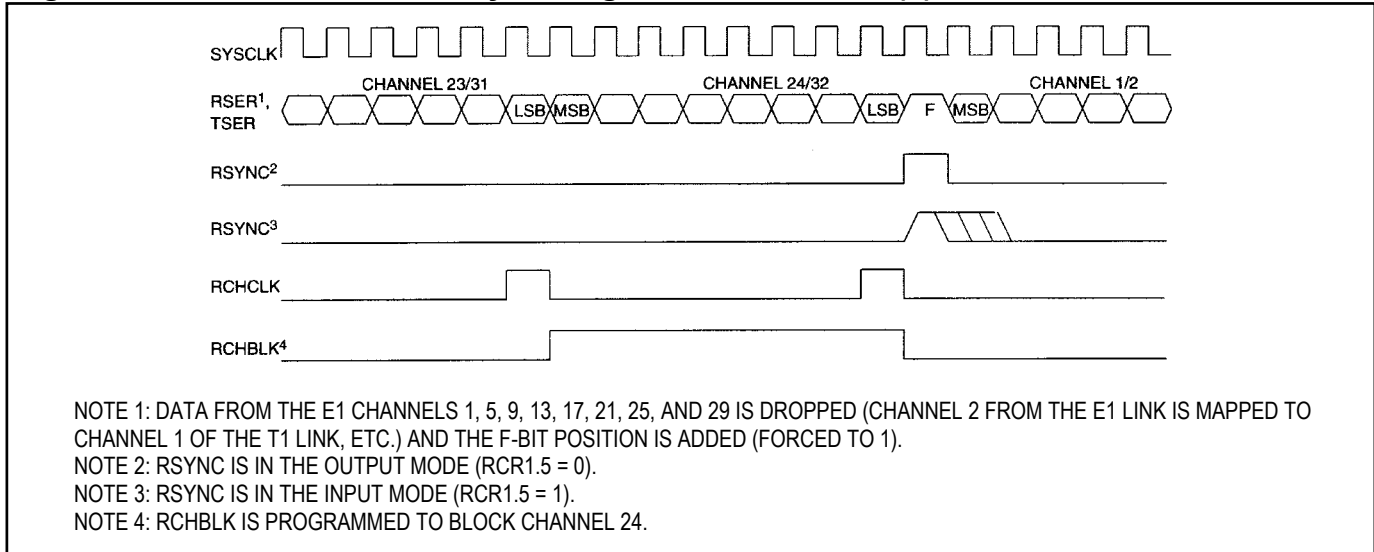 SYSCLK
CHANNEL 23/31 CHANNEL 24/32 CHANNEL 1/2
RSER1,
TSER
LSB MSB LSB F MSB
RSYNC2
RSYNC3
RCHCLK
RCHBLK4
NOTE 1: DATA FROM THE E1 CHANNELS 1, 5, 9, 13, 17, 21, 25, AND 29 IS DROPPED (CHANNEL 2 FROM THE E1 LINK IS MAPPED TO
CHANNEL 1 OF THE T1 LINK, ETC.) AND THE F-BIT POSITION IS ADDED (FORCED TO 1).
NOTE 2: RSYNC IS IN THE OUTPUT MODE (RCR1.5 = 0).
NOTE 3: RSYNC IS IN THE INPUT MODE (RCR1.5 = 1).
NOTE 4: RCHBLK IS PROGRAMMED TO BLOCK CHANNEL 24.